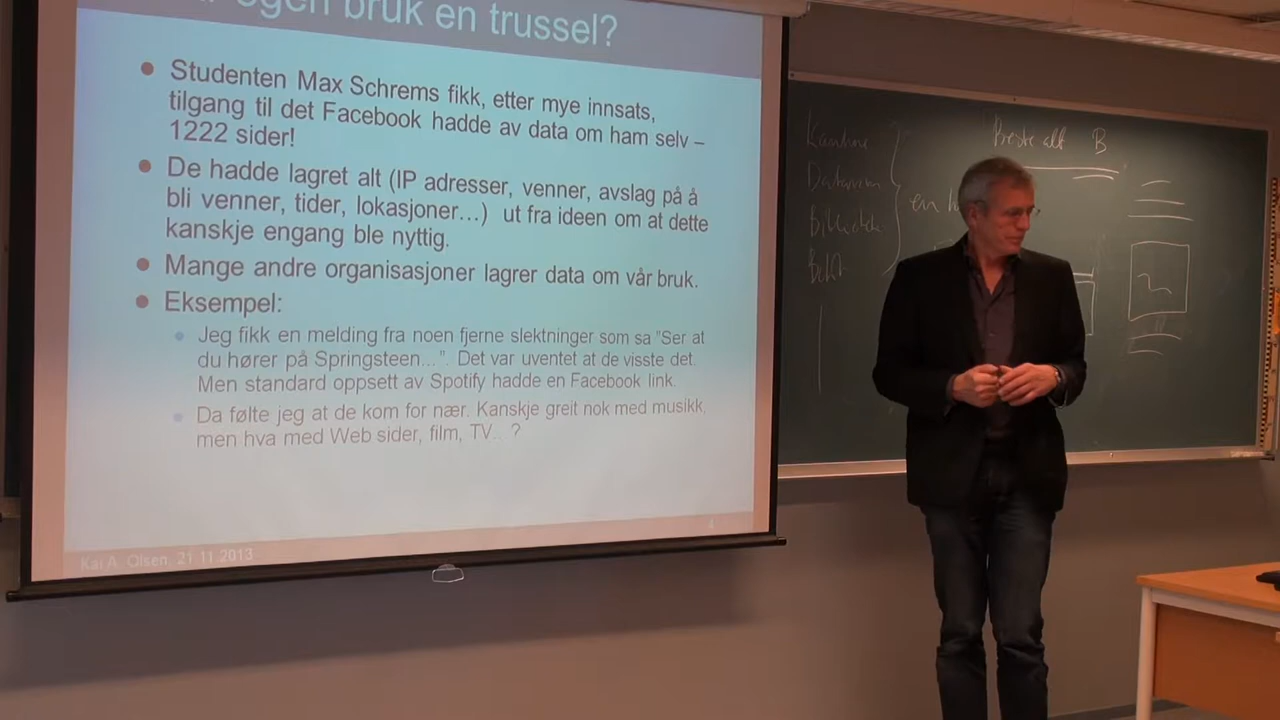 egen bruk en trussel?
Studenten Max Schrems fikk, etter mye innsats,
tilgang til det Facebook hadde av data om ham selv –
1222 sider!
De hadde lagret alt (IP adresser, venner, avslag på å
bli venner, tider, lokasjoner…) ut fra ideen om at dette
kanskje engang ble nyttig.
Mange andre organisasjoner lagrer data om vår bruk.
Eksempel:
Jeg fikk en melding fra noen fjerne slektninger som sa "Ser at
du hører på Springsteen…". Det var uventet at de visste det.
Men standard oppsett av Spotify hadde en Facebook link.
Da følte jeg at de kom for nær. Kanskje greit nok med musikk,
men hva med Web sider, film, TV.. ?
Kai A. Olsen, 21.11.2013
4
Beste alt B
Kantine
en